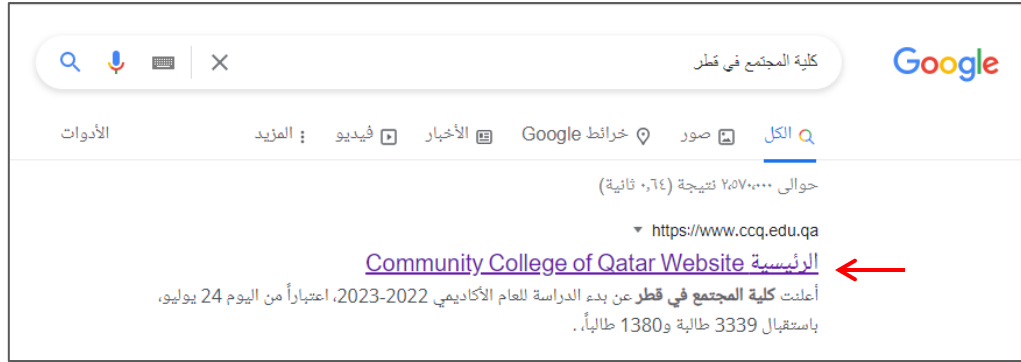 Google
كلية المجتمع في قطر
الكل صور خرائط Google الأخبار فيديو المزيد الأدوات
حوالي ٢٬٥٧٠٬٠٠٠ نتيجة (٠٫٦٤ ثانية)
https://www.ccq.edu.qa
الرئيسية Community College of Qatar Website
أعلنت كلية المجتمع في قطر عن بدء الدراسة للعام الأكاديمي 2022-2023، اعتباراً من اليوم 24 يوليو،
باستقبال 3339 طالبة و1380 طالباً، .